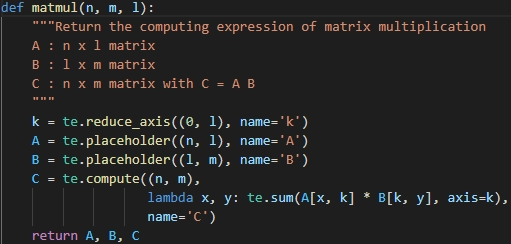 def matmul(n, m, l):
    """Return the computing expression of matrix multiplication
    A : n x l matrix
    B : l x m matrix
    C : n x m matrix with C = A B
    """
    k = te.reduce_axis((0, l), name='k')
    A = te.placeholder((n, l), name='A')
    B = te.placeholder((l, m), name='B')
    C = te.compute((n, m),
                    lambda x, y: te.sum(A[x, k] * B[k, y], axis=k),
                    name='C')
    return A, B, C